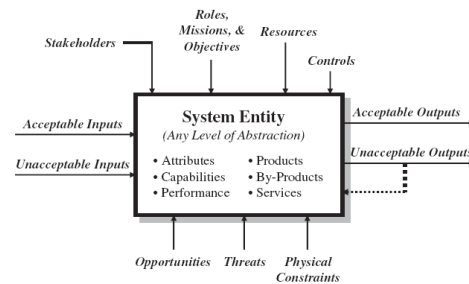 Roles,
Missions, &
Objectives
Resources
Stakeholders
Controls
System Entity
(Any Level of Abstraction)
Acceptable Inputs
Acceptable Outputs
Unacceptable Inputs
Unacceptable Outputs
• Attributes
• Capabilities
• Performance
• Products
• By-Products
• Services
Opportunities
Threats
Physical
Constraints